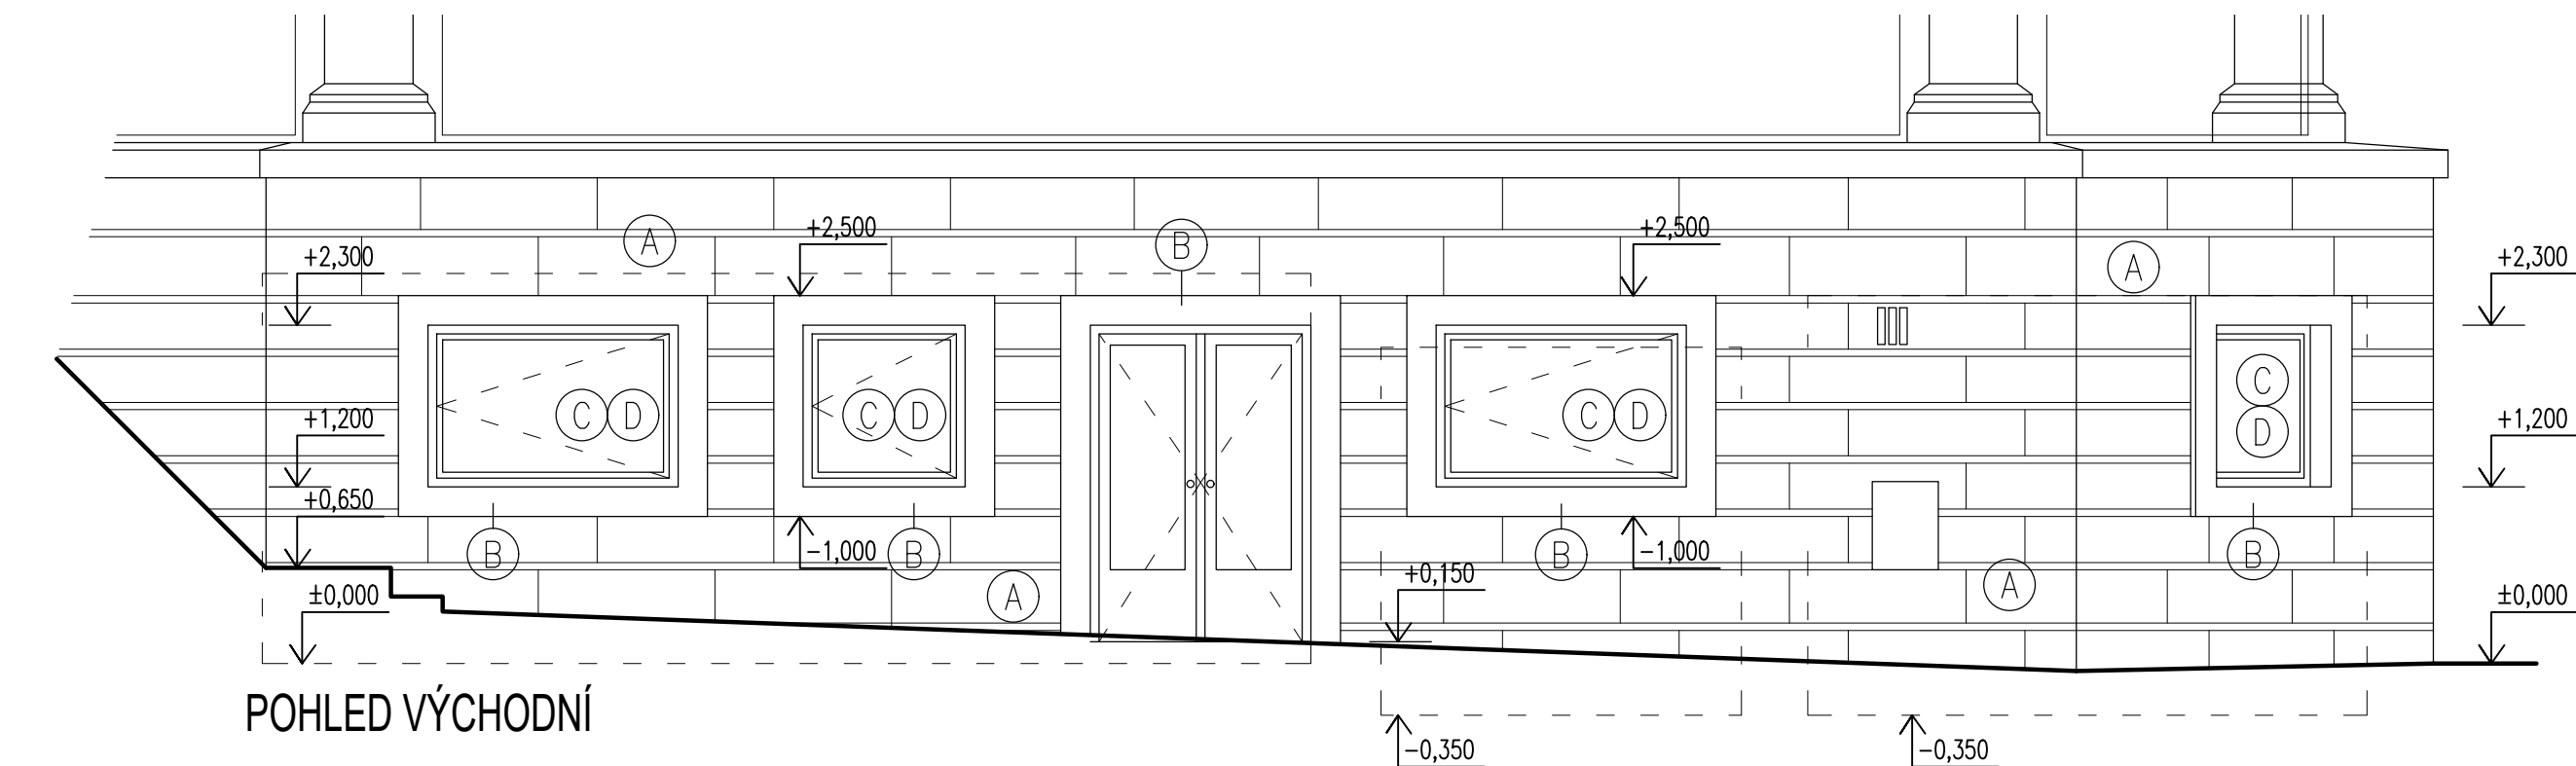 A
+2,500
B
+2,500
+2,300
A
+2,300
C D
C D
C D
C
D
+1,200
+1,200
+0,650
B
-1,000
B
B
-1,000
B
±0,000
A
+0,150
A
±0,000
POHLED VÝCHODNÍ
-0,350
-0,350